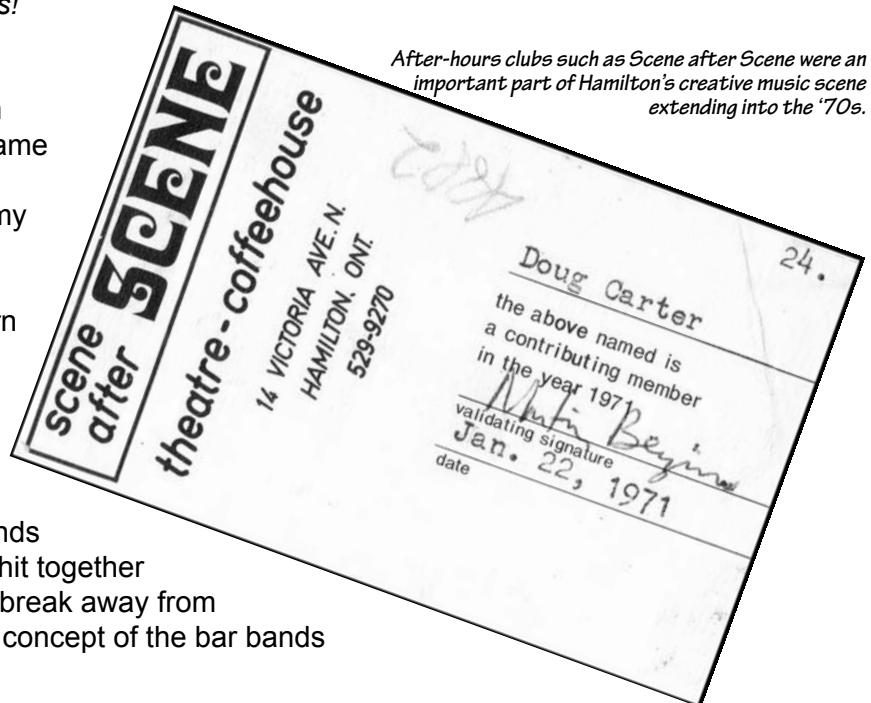 s!
ame
my
rn
nds
hit together
break away from
concept of the bar bands
After-hours clubs such as Scene after Scene were an
important part of Hamilton's creative music scene
extending into the '70s.
scene
after
SCENE
theatre-coffeehouse
14 VICTORIA AVE. N.
HAMILTON. ONT.
529-9270
24.
Doug Carter
the above named is
a contributing member
in the year 1971
validating signature
Jan. 22, 1971
date